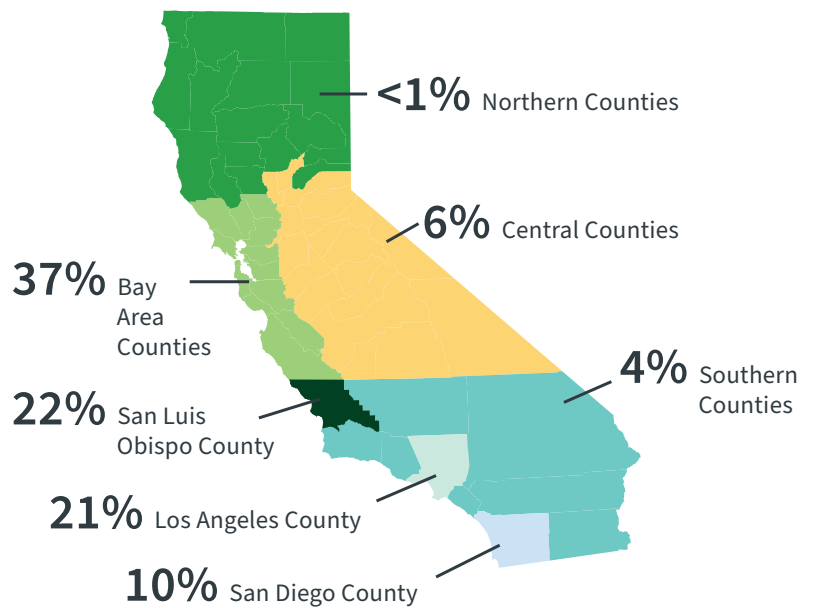 <1% Northern Counties
6% Central Counties
37% Bay
Area
Counties
4% Southern
Counties
22% San Luis
Obispo County
21% Los Angeles County
10% San Diego County